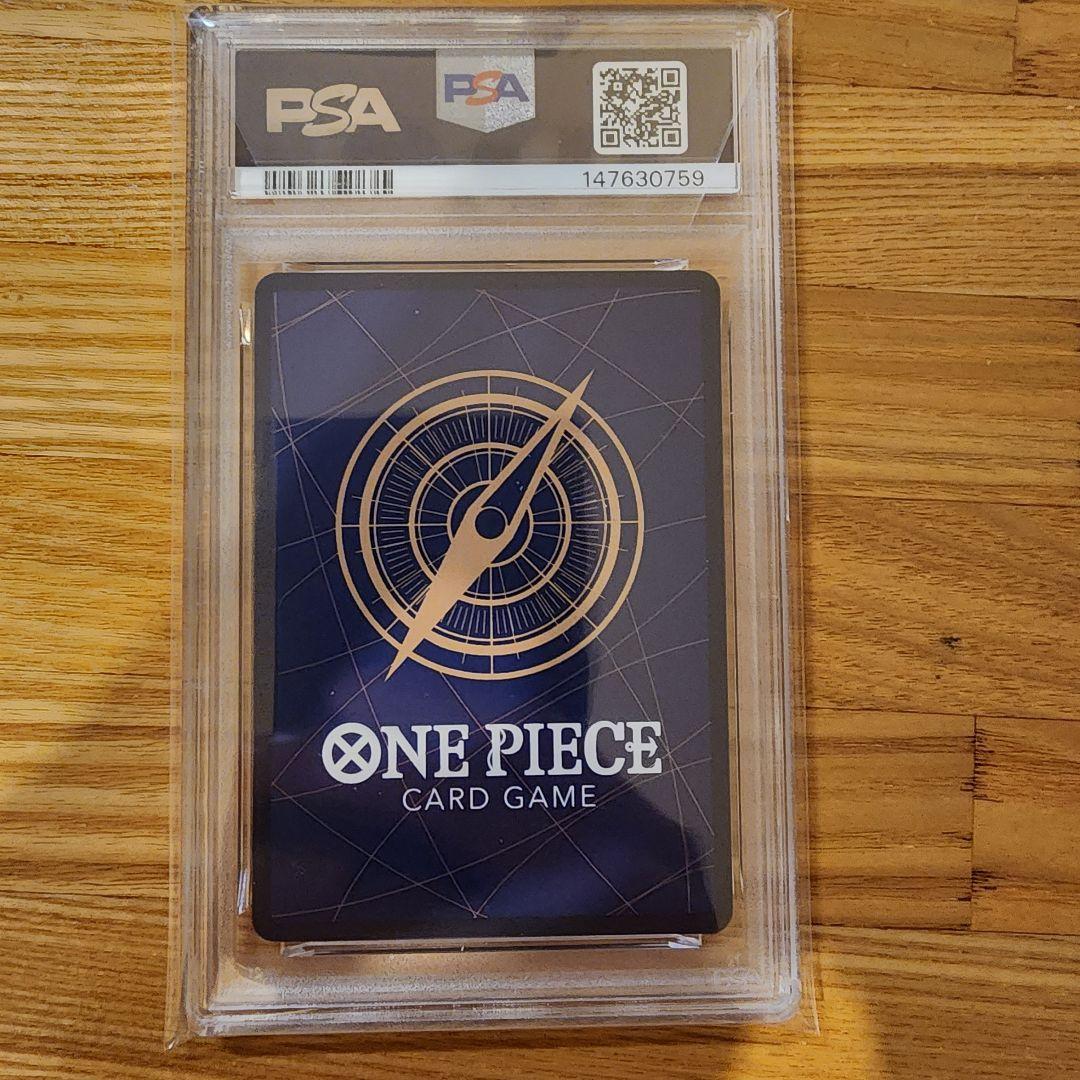 PSA
PSA
147630759
ONE PIECE
CARD GAME